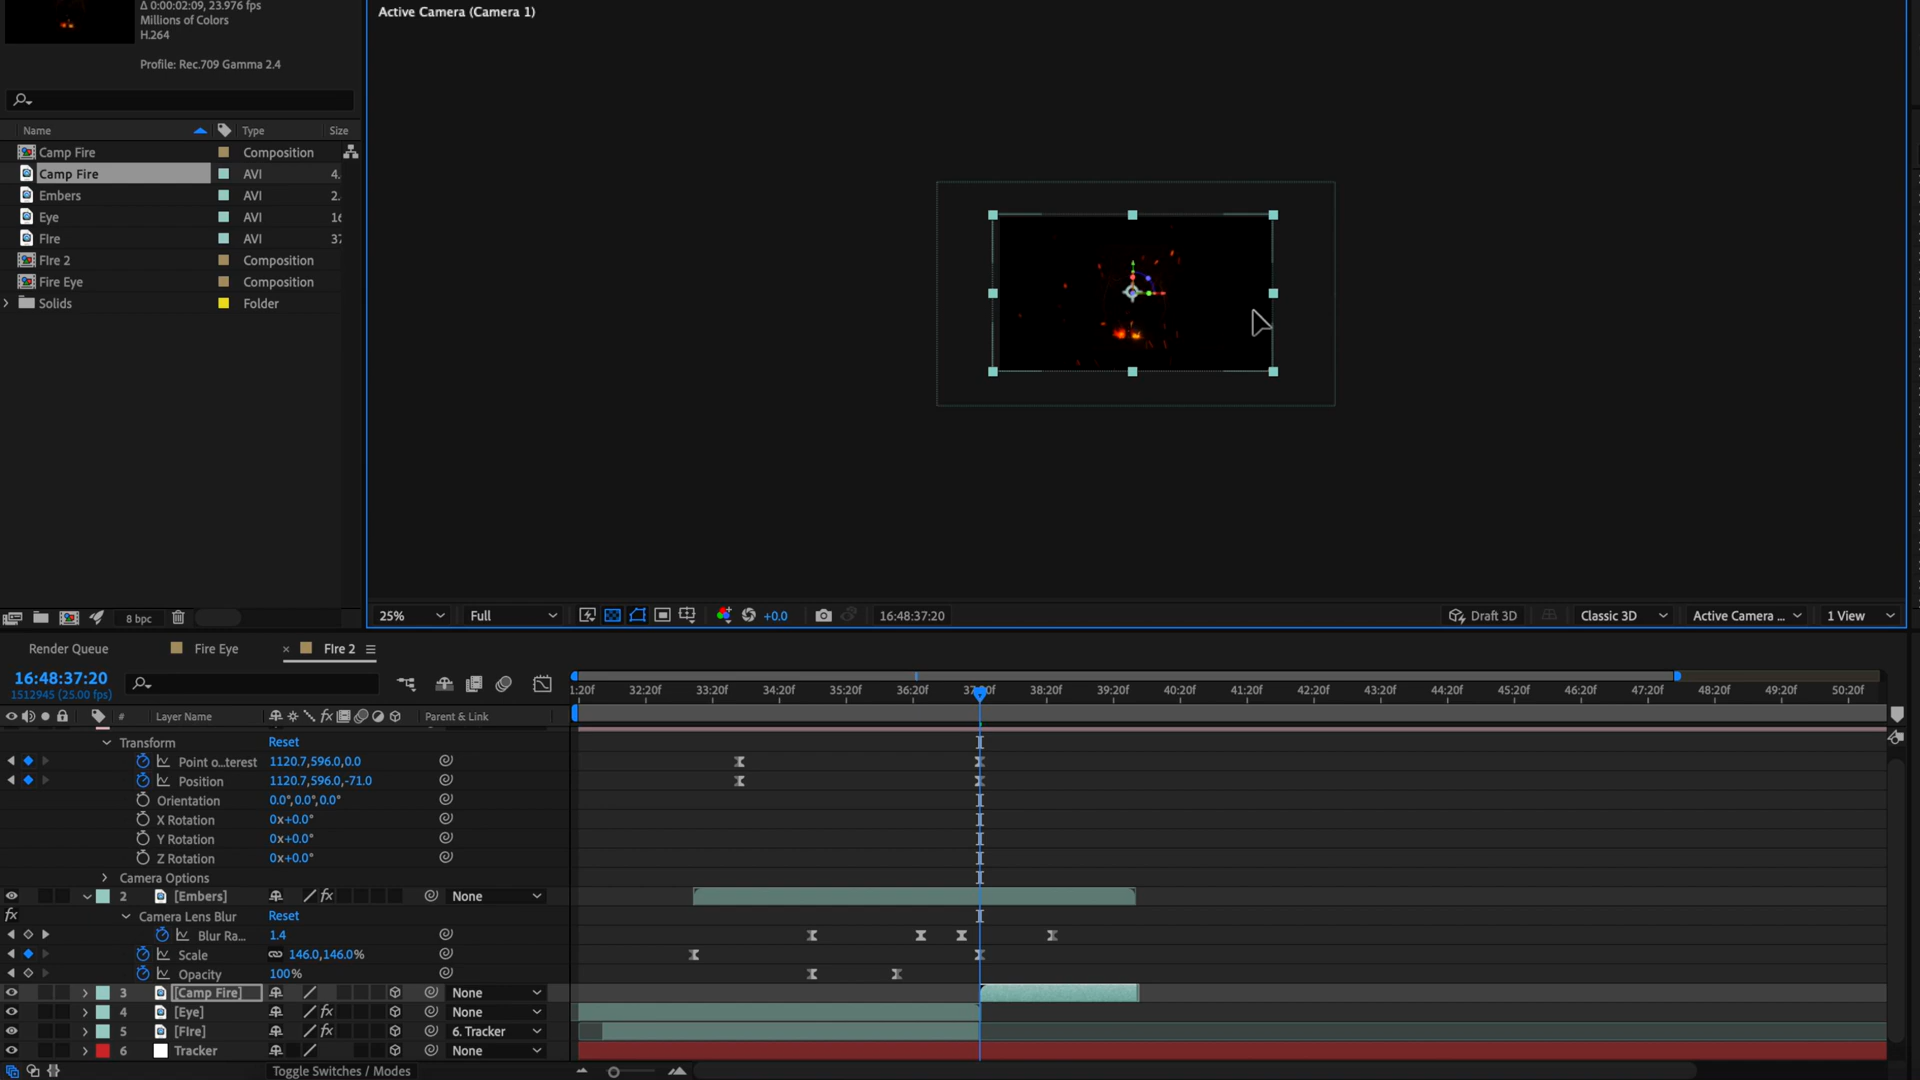 Δ 0:00:02:09, 23.976 fps
Millions of Colors
H.264
Profile: Rec.709 Gamma 2.4
Active Camera (Camera 1)
Name Type Size
Camp Fire Composition
Camp Fire AVI 4.
Embers AVI 2.
Eye AVI 16
FIre AVI 37
FIre 2 Composition
Fire Eye Composition
Solids Folder
8 bpc
25% Full +0.0 16:48:37:20 Draft 3D Classic 3D Active Camera ... 1 View
Render Queue Fire Eye × FIre 2
16:48:37:20
1512945 (25.00 fps)
1:20f 32:20f 33:20f 34:20f 35:20f 36:20f 38:20f 39:20f 40:20f 41:20f 42:20f 43:20f 44:20f 45:20f 46:20f 47:20f 48:20f 49:20f 50:20f
# Layer Name fx Parent & Link
Transform Reset
Point o...terest 1120.7,596.0,0.0
Position 1120.7,596.0,-71.0
Orientation 0.0°,0.0°,0.0°
X Rotation 0x+0.0°
Y Rotation 0x+0.0°
Z Rotation 0x+0.0°
Camera Options
2 [Embers] fx None
fx Camera Lens Blur Reset
Blur Ra... 1.4
Scale 146.0,146.0%
Opacity 100%
3 [Camp Fire] None
4 [Eye] fx None
5 [FIre] fx 6. Tracker
6 Tracker None
Toggle Switches / Modes